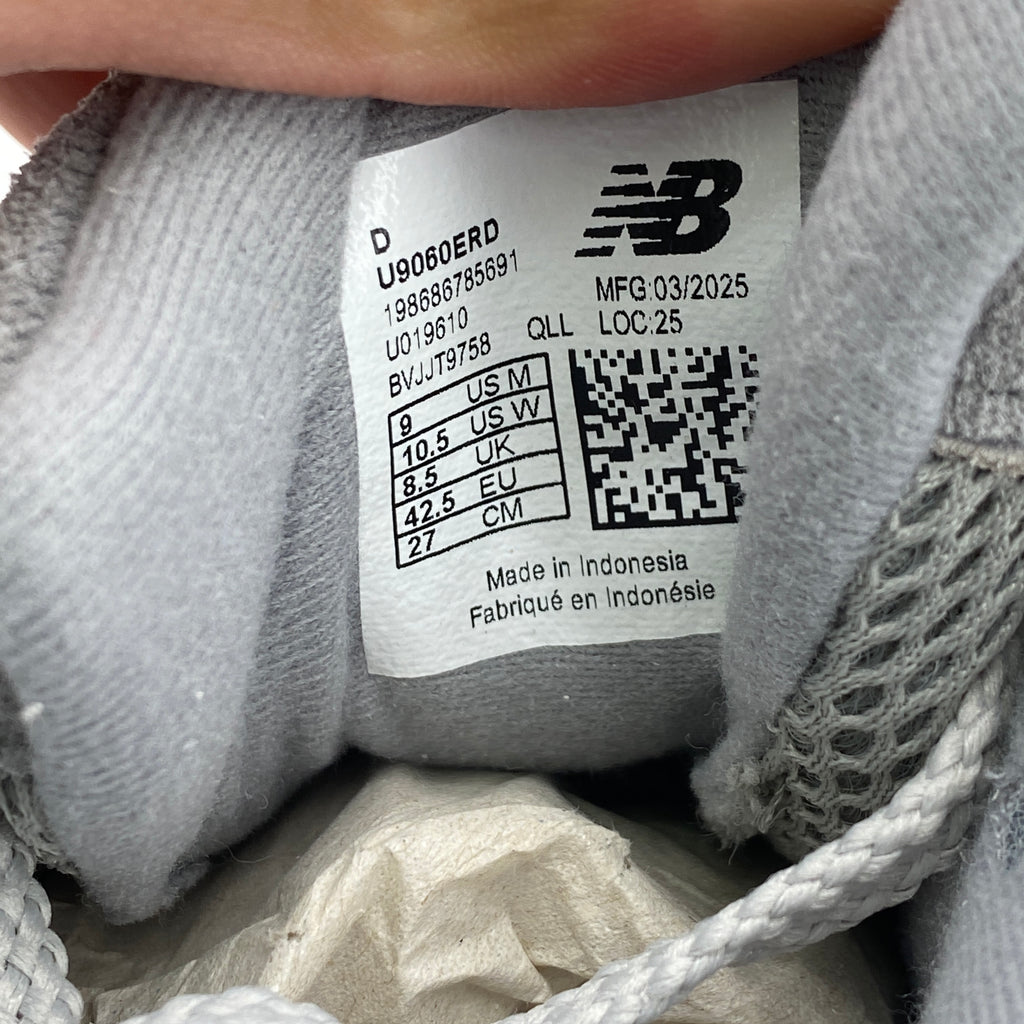 D
U9060ERD
198686785691
U019610
BVJJT9758
NB
MFG:03/2025
QLL LOC:25
9 US M
10.5 US W
8.5 UK
42.5 EU
27 CM
Made in Indonesia
Fabriqué en Indonésie